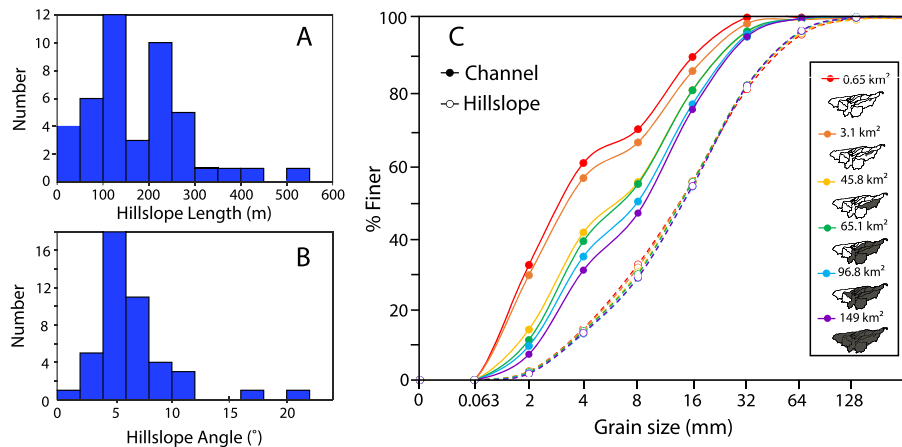 A
12
10
8
6
4
2
0
Number
0 100 200 300 400 500 600
Hillslope Length (m)
B
16
12
8
4
0
Number
0 5 10 15 20
Hillslope Angle (˚)
C
100
80
60
40
20
0
% Finer
Channel
Hillslope
0 0.063 2 4 8 16 32 64 128
Grain size (mm)
0.65 km²
3.1 km²
45.8 km²
65.1 km²
96.8 km²
149 km²